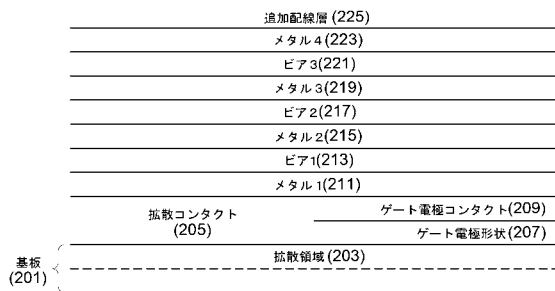 追加配線層 (225)
メタル4 (223)
ビア3(221)
メタル3 (219)
ビア2 (217)
メタル2 (215)
ビア1(213)
メタル1(211)
拡散コンタクト
(205)
ゲート電極コンタクト(209)
ゲート電極形状 (207)
基板
(201)
拡散領域 (203)